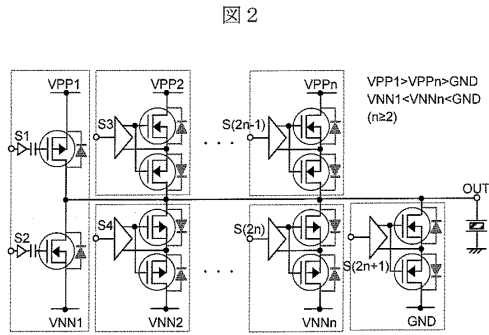 図2
VPP1
VPP2
VPPn
VPP1>VPPn>GND
VNN1<VNNn<GND
(n≥2)
S1
S3
S(2n-1)
. . .
OUT
S2
S4
S(2n)
S(2n+1)
. . .
VNN1
VNN2
VNNn
GND